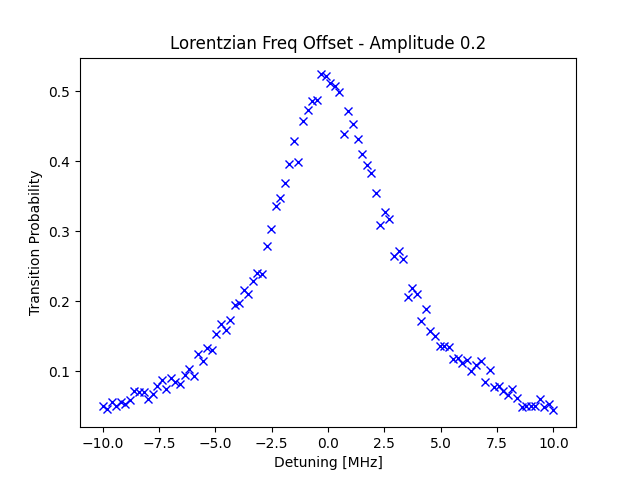 Lorentzian Freq Offset - Amplitude 0.2
0.5
0.4
0.3
0.2
0.1
Transition Probability
−10.0 −7.5 −5.0 −2.5 0.0 2.5 5.0 7.5 10.0
Detuning [MHz]